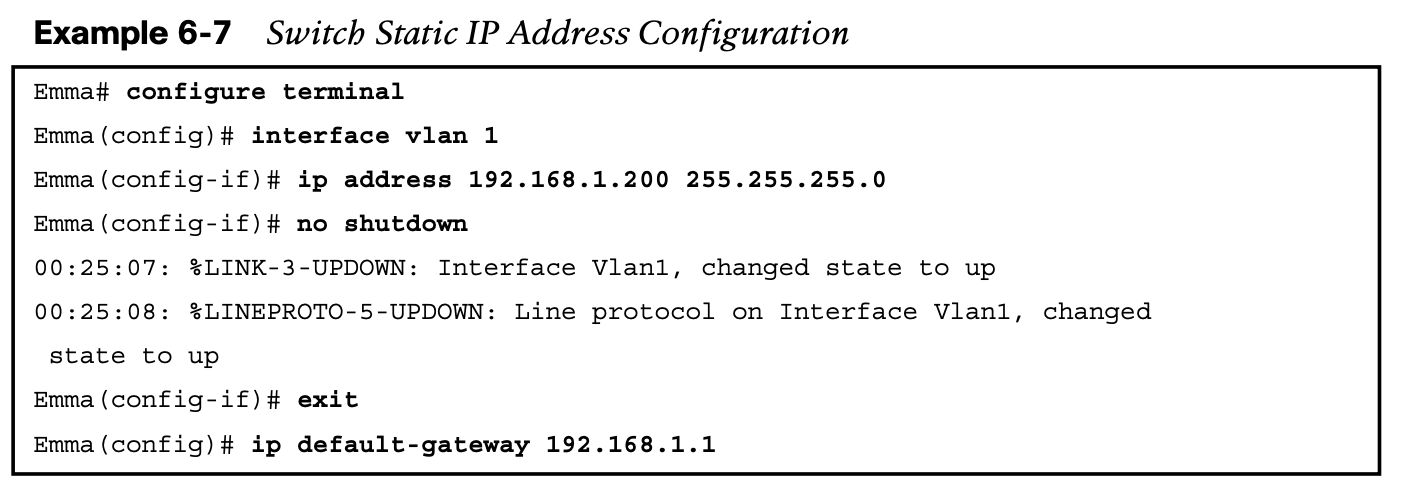 Example 6-7 Switch Static IP Address Configuration
Emma# configure terminal
Emma(config)# interface vlan 1
Emma(config-if)# ip address 192.168.1.200 255.255.255.0
Emma(config-if)# no shutdown
00:25:07: %LINK-3-UPDOWN: Interface Vlan1, changed state to up
00:25:08: %LINEPROTO-5-UPDOWN: Line protocol on Interface Vlan1, changed
state to up
Emma(config-if)# exit
Emma(config)# ip default-gateway 192.168.1.1